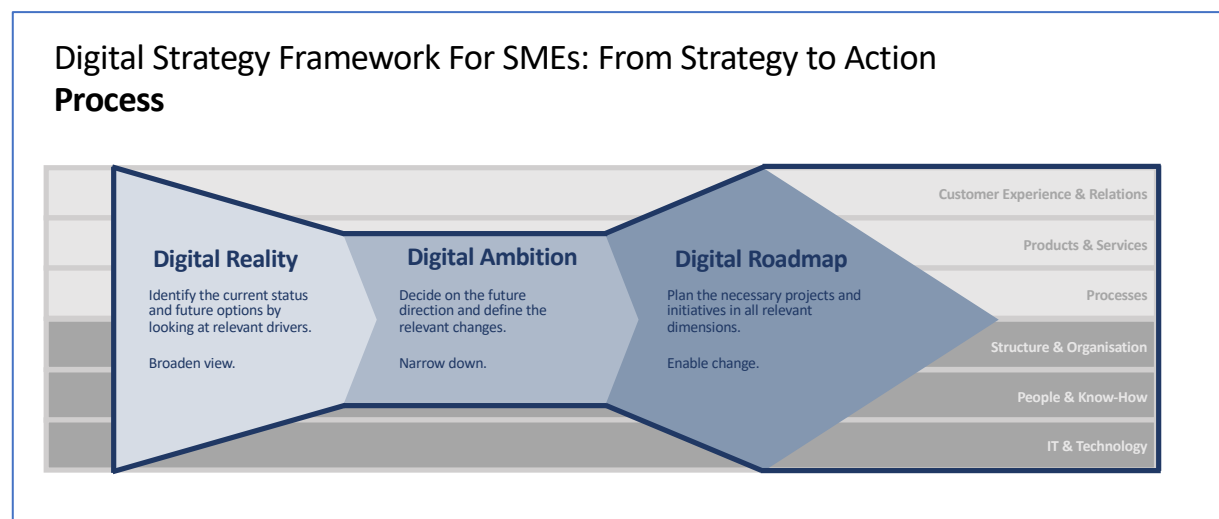 Digital Strategy Framework For SMEs: From Strategy to Action
Process
Digital Reality
Identify the current status
and future options by
looking at relevant drivers.
Broaden view.
Digital Ambition
Decide on the future
direction and define the
relevant changes.
Narrow down.
Digital Roadmap
Plan the necessary projects and
initiatives in all relevant
dimensions.
Enable change.
Customer Experience & Relations
Products & Services
Processes
Structure & Organisation
People & Know-How
IT & Technology